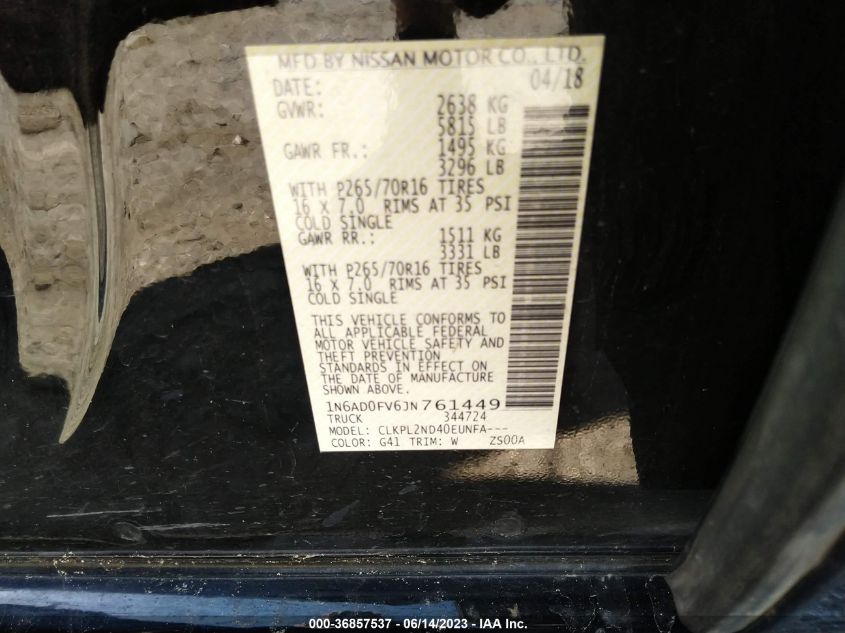 MFD BY NISSAN MOTOR CO., LTD.
DATE: 04/18
GVWR: 2638 KG
5815 LB
GAWR FR.: 1495 KG
3296 LB
WITH P265/70R16 TIRES
16 X 7.0 RIMS AT 35 PSI
COLD SINGLE
GAWR RR.: 1511 KG
3331 LB
WITH P265/70R16 TIRES
16 X 7.0 RIMS AT 35 PSI
COLD SINGLE
THIS VEHICLE CONFORMS TO
ALL APPLICABLE FEDERAL
MOTOR VEHICLE SAFETY AND
THEFT PREVENTION
STANDARDS IN EFFECT ON
THE DATE OF MANUFACTURE
SHOWN ABOVE.
1N6AD0FV6JN761449
TRUCK 344724
MODEL: CLKPL2ND40EUNFA---
COLOR: G41 TRIM: W ZS00A
000-36857537 - 06/14/2023 - IAA Inc.